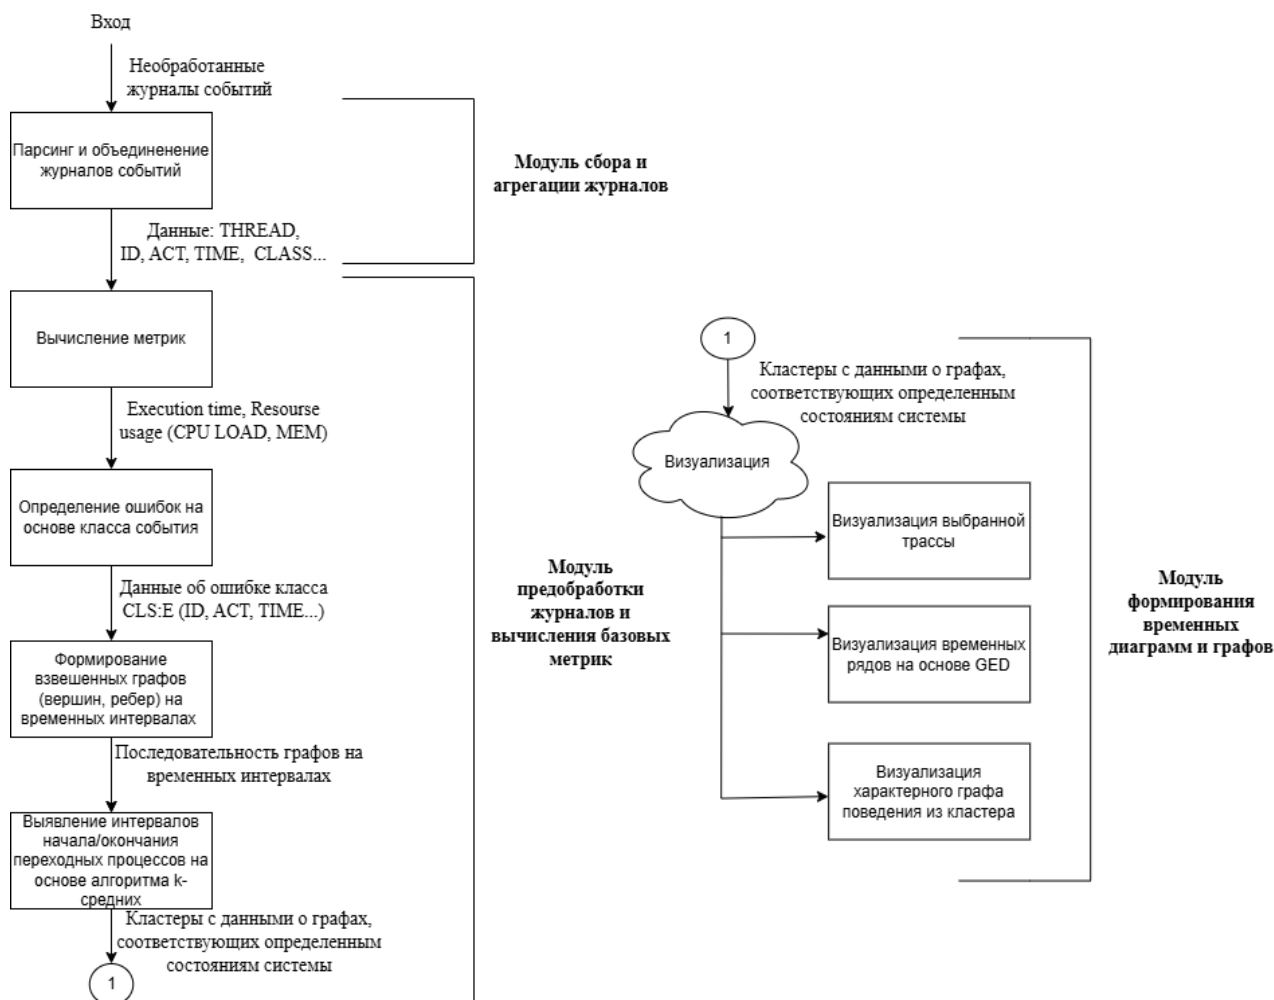 Вход
Необработанные
журналы событий
Парсинг и объединенение
журналов событий
Модуль сбора и
агрегации журналов
Данные: THREAD,
ID, ACT, TIME, CLASS...
Вычисление метрик
Execution time, Resourse
usage (CPU LOAD, MEM)
Определение ошибок на
основе класса события
Данные об ошибке класса
CLS:E (ID, ACT, TIME...)
Формирование
взвешенных графов
(вершин, ребер) на
временных интервалах
Последовательность графов на
временных интервалах
Выявление интервалов
начала/окончания
переходных процессов на
основе алгоритма k-
средних
Кластеры с данными о графах,
соответствующих определенным
состояниям системы
1
Модуль
предобработки
журналов и
вычисления базовых
метрик
1
Кластеры с данными о графах,
соответствующих определенным
состояниям системы
Визуализация
Визуализация выбранной
трассы
Визуализация временных
рядов на основе GED
Визуализация
характерного графа
поведения из кластера
Модуль
формирования
временных
диаграмм и графов